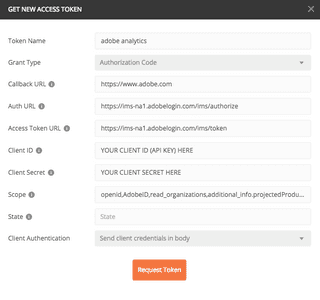 GET NEW ACCESS TOKEN
Token Name adobe analytics
Grant Type Authorization Code
Callback URL https://www.adobe.com
Auth URL https://ims-na1.adobelogin.com/ims/authorize
Access Token URL https://ims-na1.adobelogin.com/ims/token
Client ID YOUR CLIENT ID (API KEY) HERE
Client Secret YOUR CLIENT SECRET HERE
Scope openid,AdobeID,read_organizations,additional_info.projectedProdu...
State State
Client Authentication Send client credentials in body
Request Token